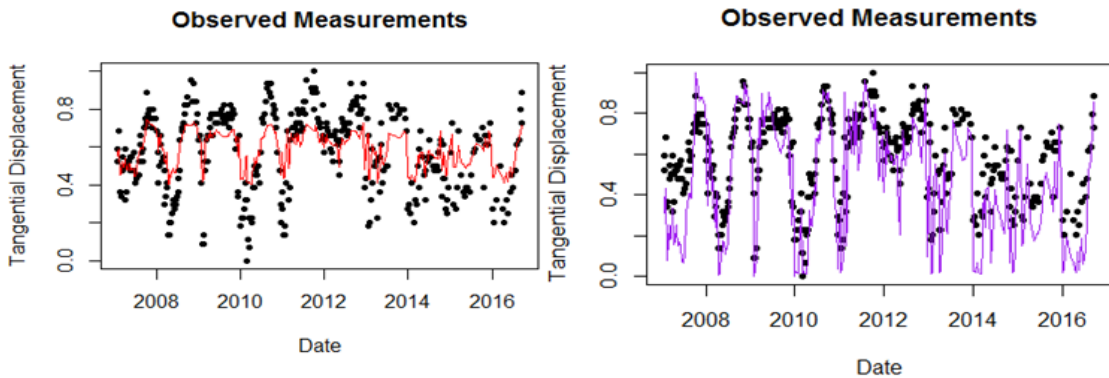 Observed Measurements
Tangential Displacement
0.0 0.4 0.8
2008 2010 2012 2014 2016
Date
Observed Measurements
Tangential Displacement
0.0 0.4 0.8
2008 2010 2012 2014 2016
Date